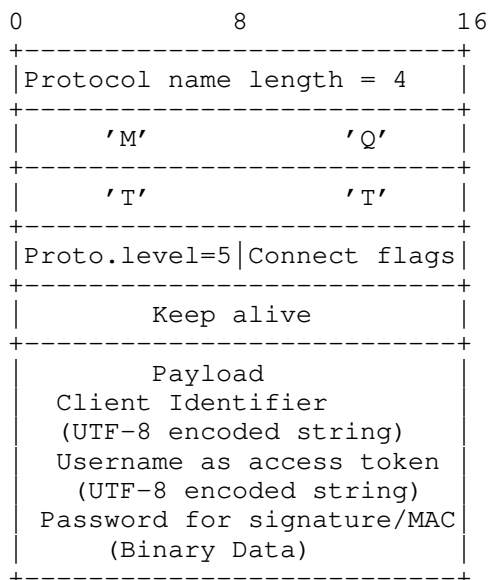 0 8 16
+---------------------------+
|Protocol name length = 4 |
+---------------------------+
| 'M' 'Q' |
+---------------------------+
| 'T' 'T' |
+---------------------------+
|Proto.level=5|Connect flags|
+---------------------------+
| Keep alive |
+---------------------------+
| Payload |
| Client Identifier |
| (UTF-8 encoded string) |
| Username as access token |
| (UTF-8 encoded string) |
| Password for signature/MAC|
| (Binary Data) |
+---------------------------+